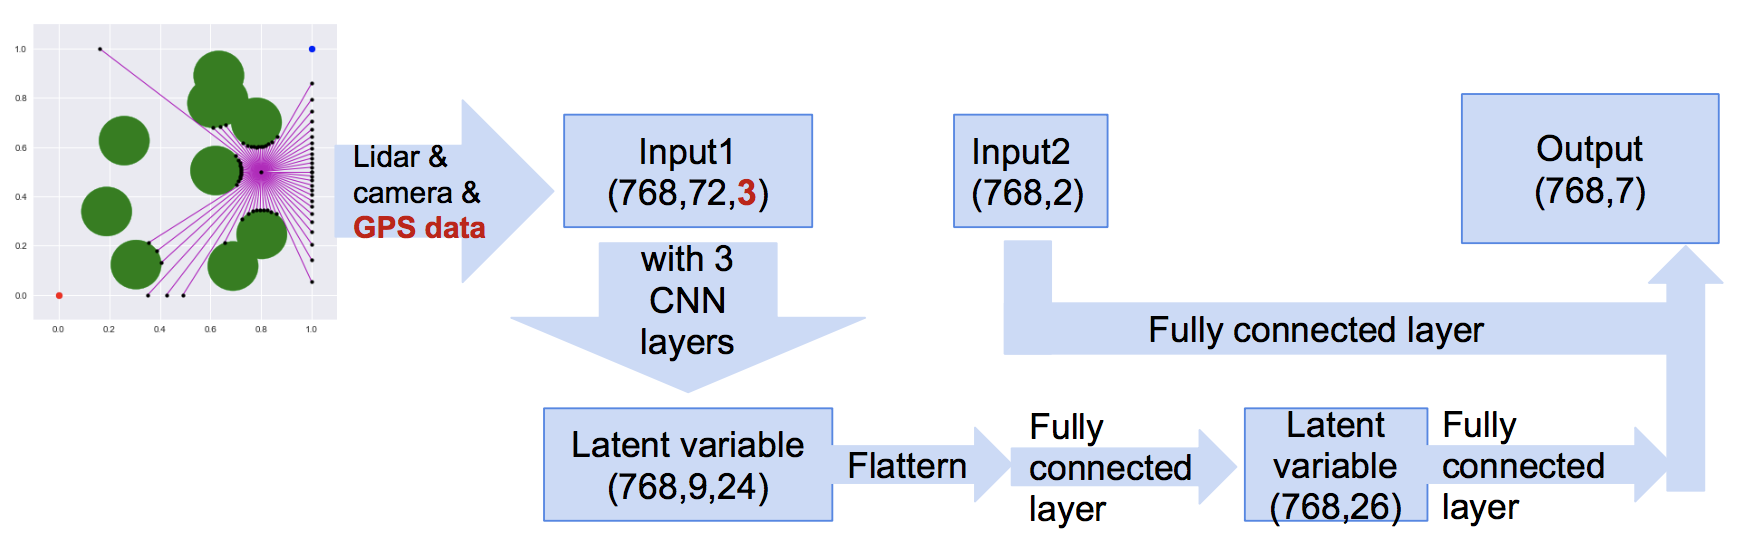 1.0
0.8
0.6
0.4
0.2
0.0
0.0 0.2 0.4 0.6 0.8 1.0
Lidar &
camera &
GPS data
Input1
(768,72,3)
Input2
(768,2)
Output
(768,7)
with 3
CNN
layers
Fully connected layer
Latent variable
(768,9,24)
Flattern
Fully
connected
layer
Latent
variable
(768,26)
Fully
connected
layer